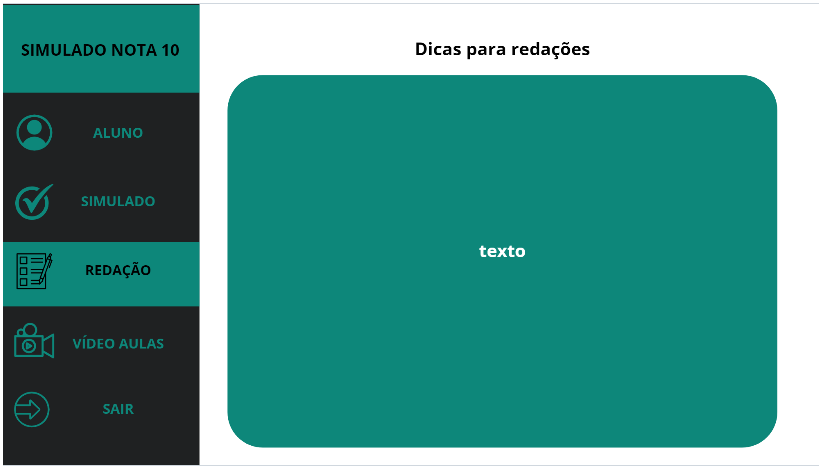 SIMULADO NOTA 10
ALUNO
SIMULADO
REDAÇÃO
VÍDEO AULAS
SAIR
Dicas para redações
texto